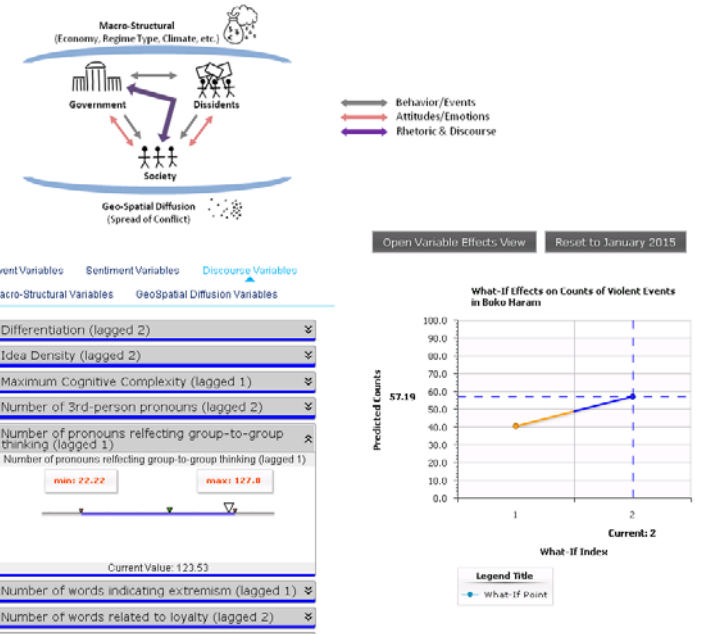 Macro-Structural
(Economy, Regime Type, Climate, etc.)
Government
Dissidents
Society
Geo-Spatial Diffusion
(Spread of Conflict)
Behavior/Events
Attitudes/Emotions
Rhetoric & Discourse
Open Variable Effects View
Reset to January 2015
vent Variables
Sentiment Variables
Discourse Variables
acro-Structural Variables
GeoSpatial Diffusion Variables
Differentiation (lagged 2)
Idea Density (lagged 2)
Maximum Cognitive Complexity (lagged 1)
Number of 3rd-person pronouns (lagged 2)
Number of pronouns relfecting group-to-group
thinking (lagged 1)
Number of pronouns relfecting group-to-group thinking (lagged 1)
min: 22.22
max: 127.0
Current Value: 123.53
Number of words indicating extremism (lagged 1)
Number of words related to loyalty (lagged 2)
What-If Effects on Counts of Violent Events
in Boko Haram
Predicted Counts
100.0
90.0
80.0
70.0
60.0
57.19
50.0
40.0
30.0
20.0
10.0
0.0
1
2
Current: 2
What-If Index
Legend Title
What-If Point